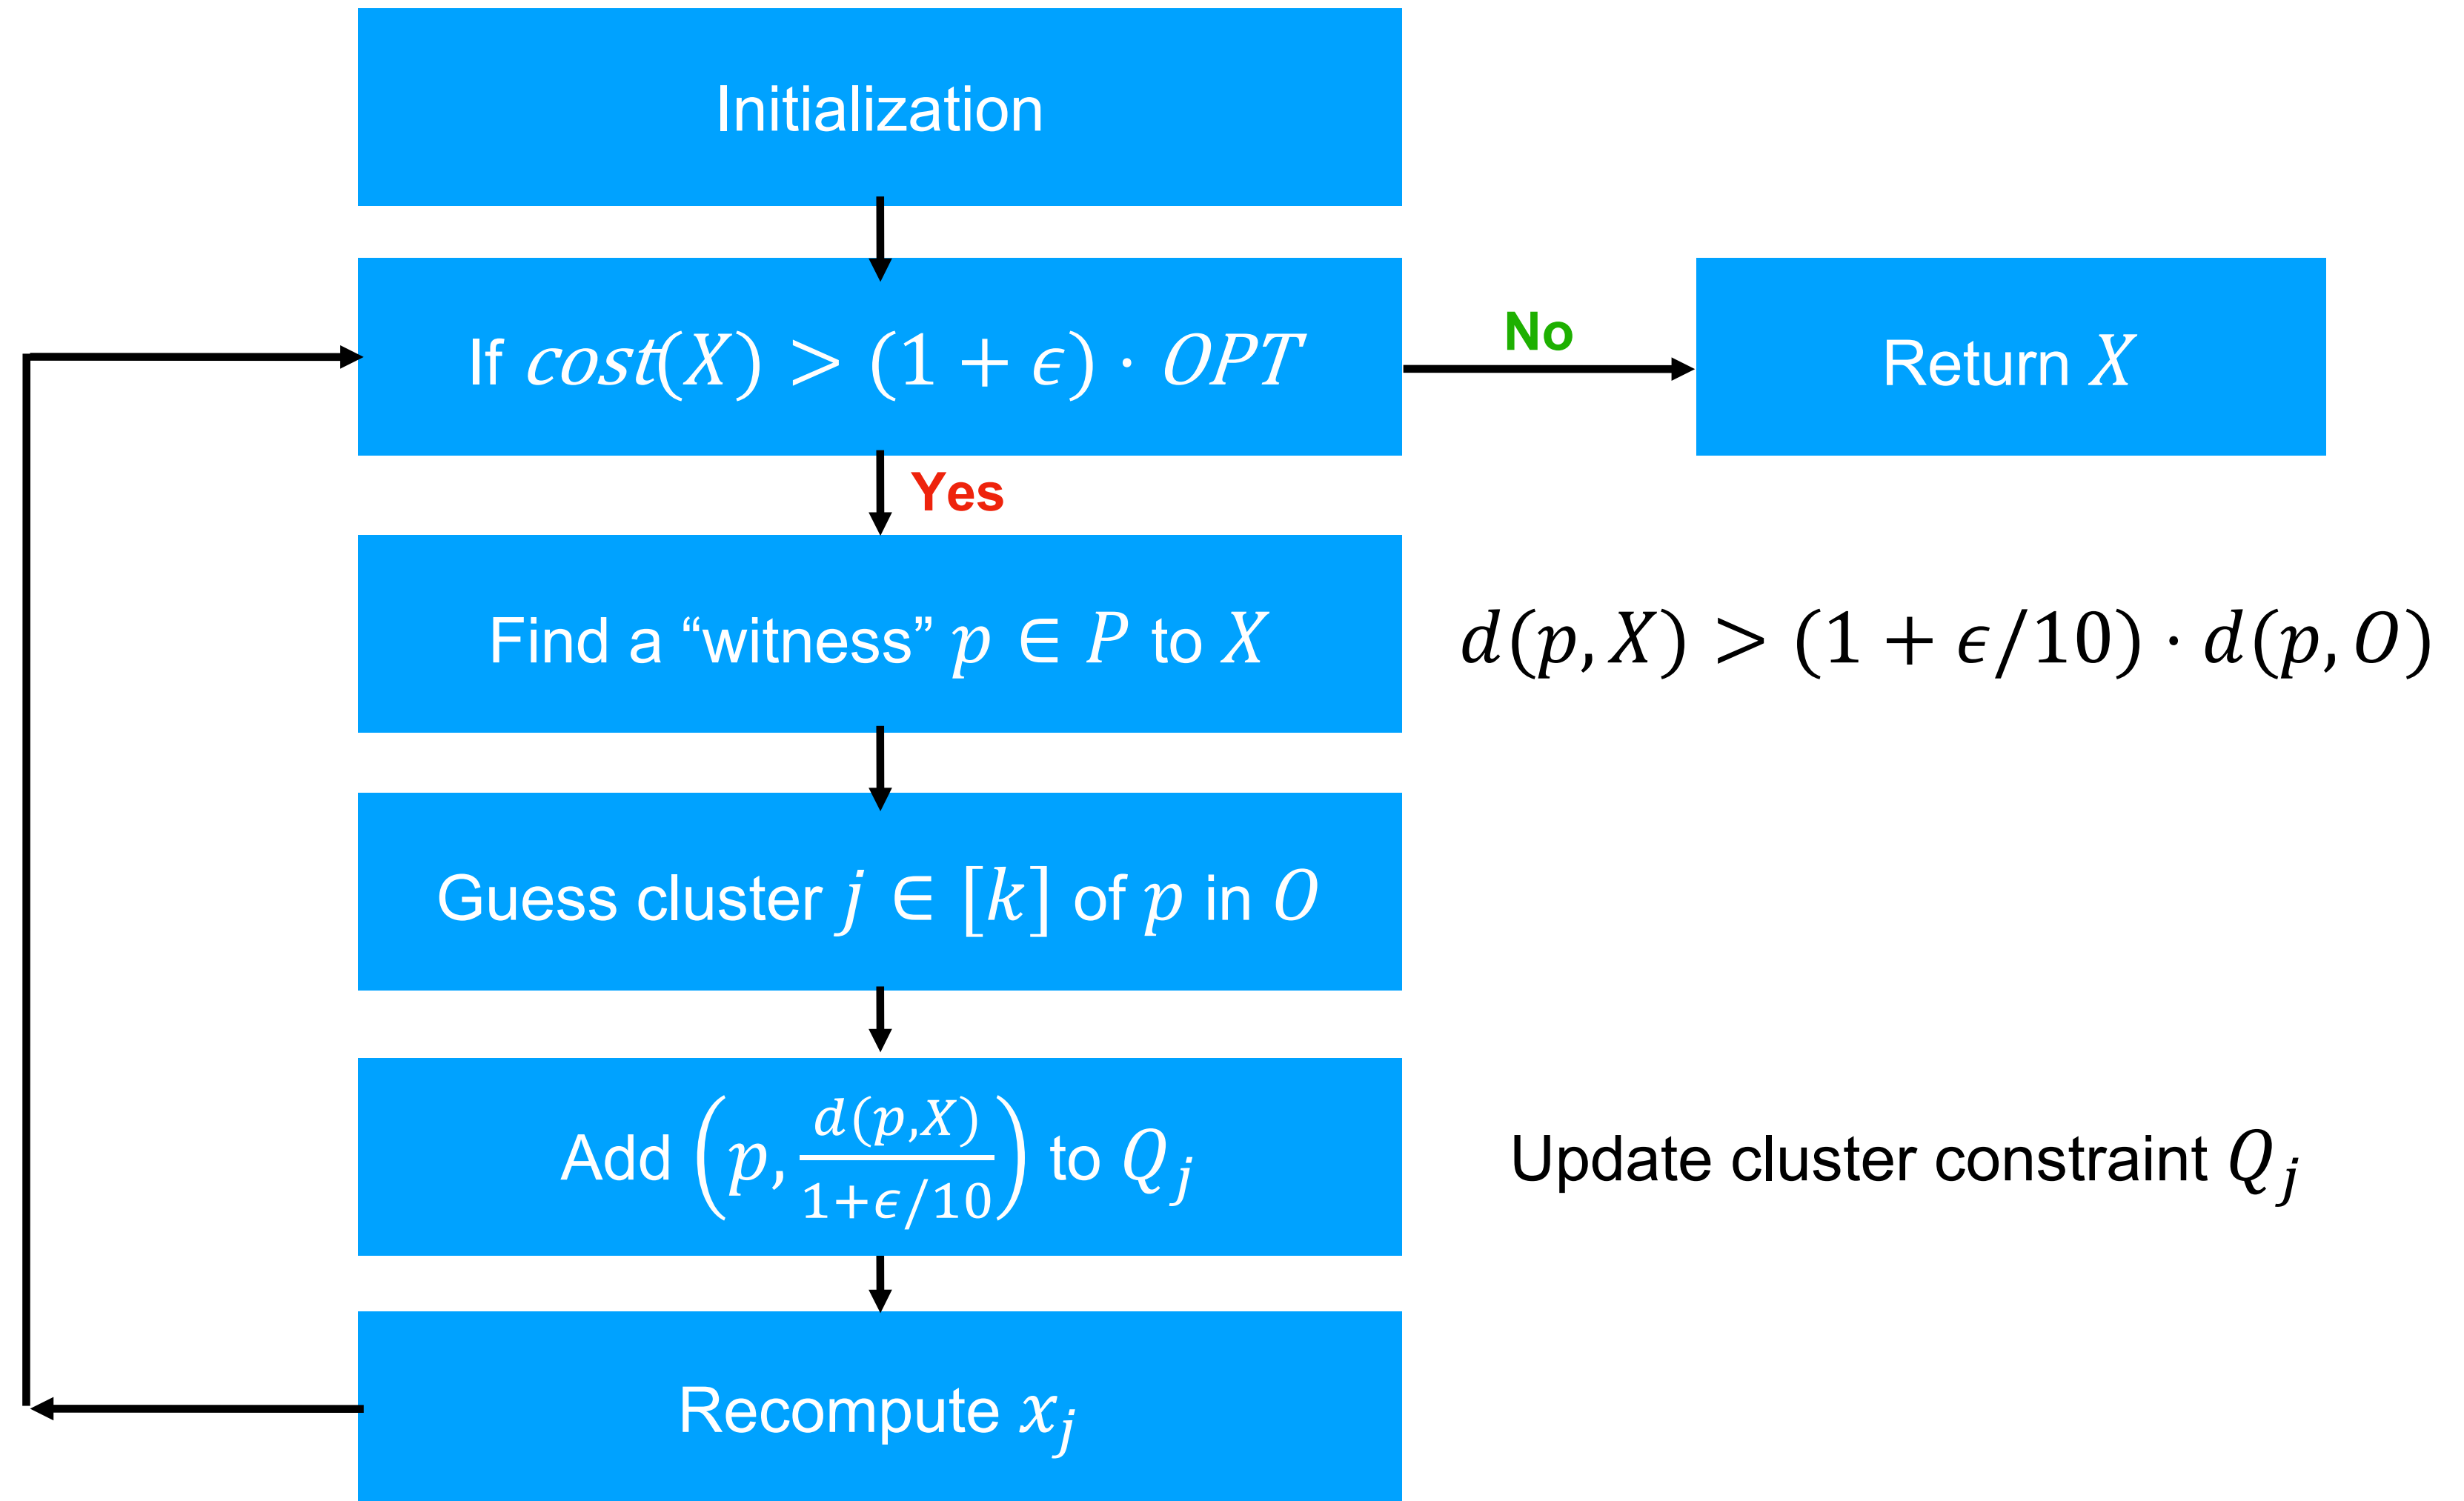 Initialization
If cost(X) > (1 + ϵ) · OPT
No
Return X
Yes
Find a “witness” p ∈ P to X
d(p, X) > (1 + ϵ/10) · d(p, O)
Guess cluster j ∈ [k] of p in O
Add (p, d(p,X) / 1+ϵ/10) to Q_j
Update cluster constraint Q_j
Recompute x_j